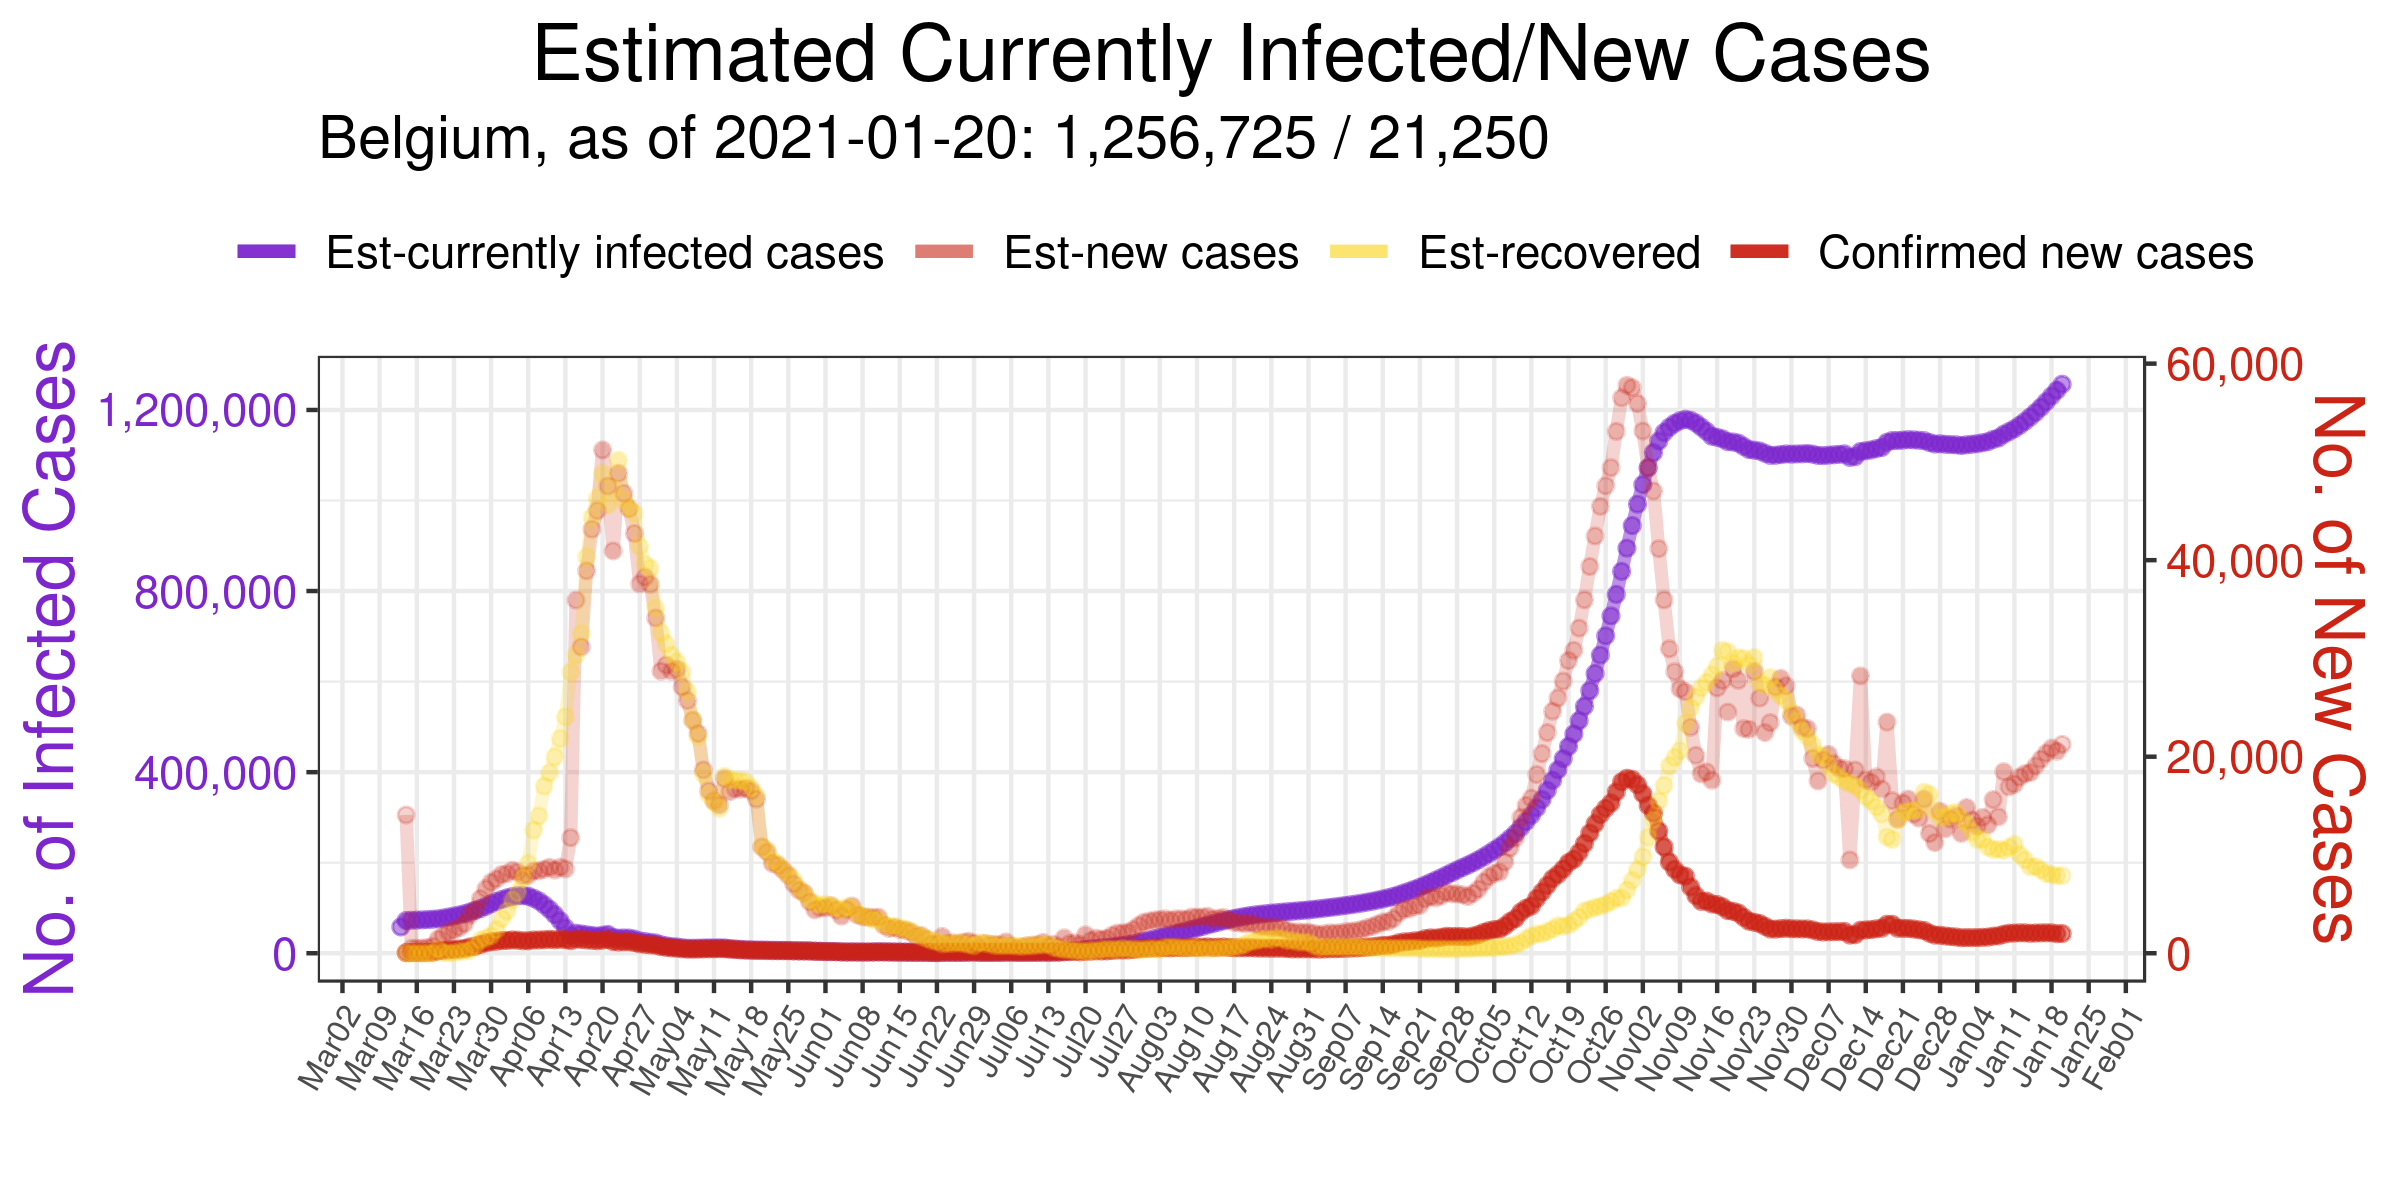 Estimated Currently Infected/New Cases
Belgium, as of 2021-01-20: 1,256,725 / 21,250
Est-currently infected cases Est-new cases Est-recovered Confirmed new cases
No. of Infected Cases
1,200,000
800,000
400,000
0
60,000
40,000
20,000
0
No. of New Cases
Mar02 Mar09 Mar16 Mar23 Mar30 Apr06 Apr13 Apr20 Apr27 May04 May11 May18 May25 Jun01 Jun08 Jun15 Jun22 Jun29 Jul06 Jul13 Jul20 Jul27 Aug03 Aug10 Aug17 Aug24 Aug31 Sep07 Sep14 Sep21 Sep28 Oct05 Oct12 Oct19 Oct26 Nov02 Nov09 Nov16 Nov23 Nov30 Dec07 Dec14 Dec21 Dec28 Jan04 Jan11 Jan18 Jan25 Feb01